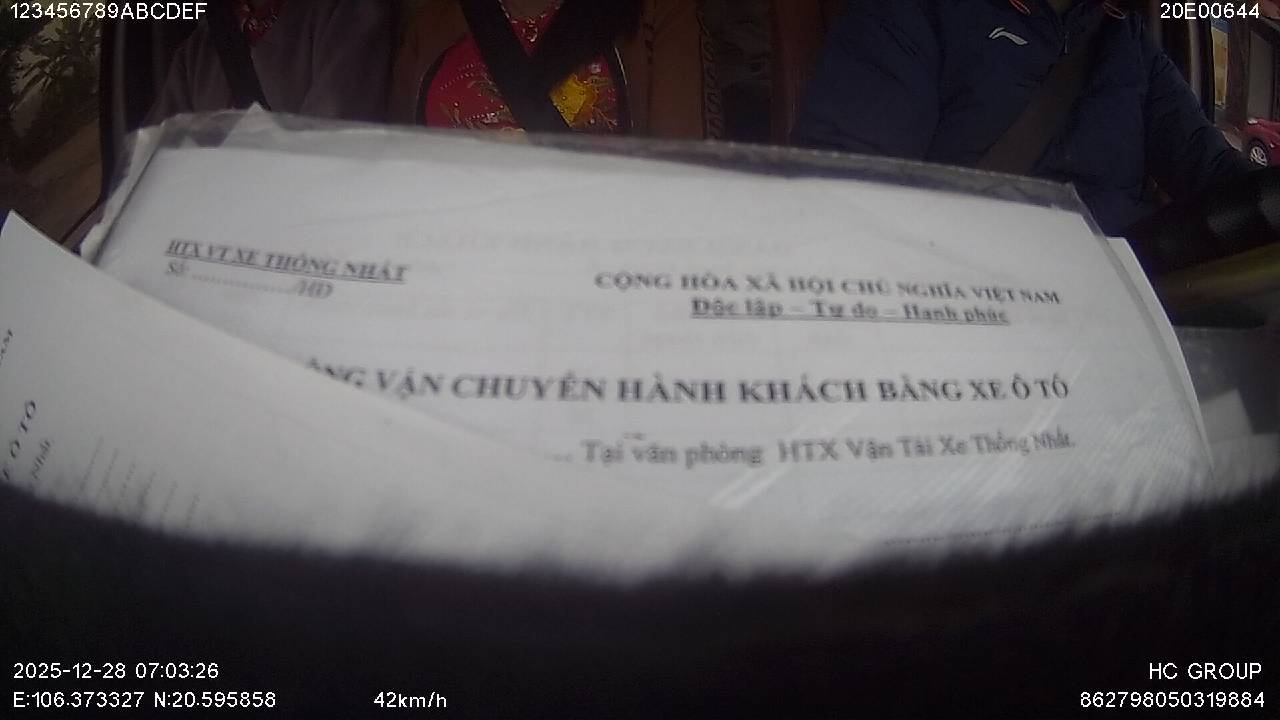 123456789ABCDEF
20E00644
HTX VT XE THỐNG NHẤT
Số: ................/HĐ
CỘNG HÒA XÃ HỘI CHỦ NGHĨA VIỆT NAM
Độc lập – Tự do – Hạnh phúc
VẬN CHUYỂN HÀNH KHÁCH BẰNG XE Ô TÔ
... Tại văn phòng HTX Vận Tải Xe Thống Nhất.
Ô TÔ
Nhất.
2025-12-28 07:03:26
HC GROUP
E:106.373327 N:20.595858
42km/h
862798050319884